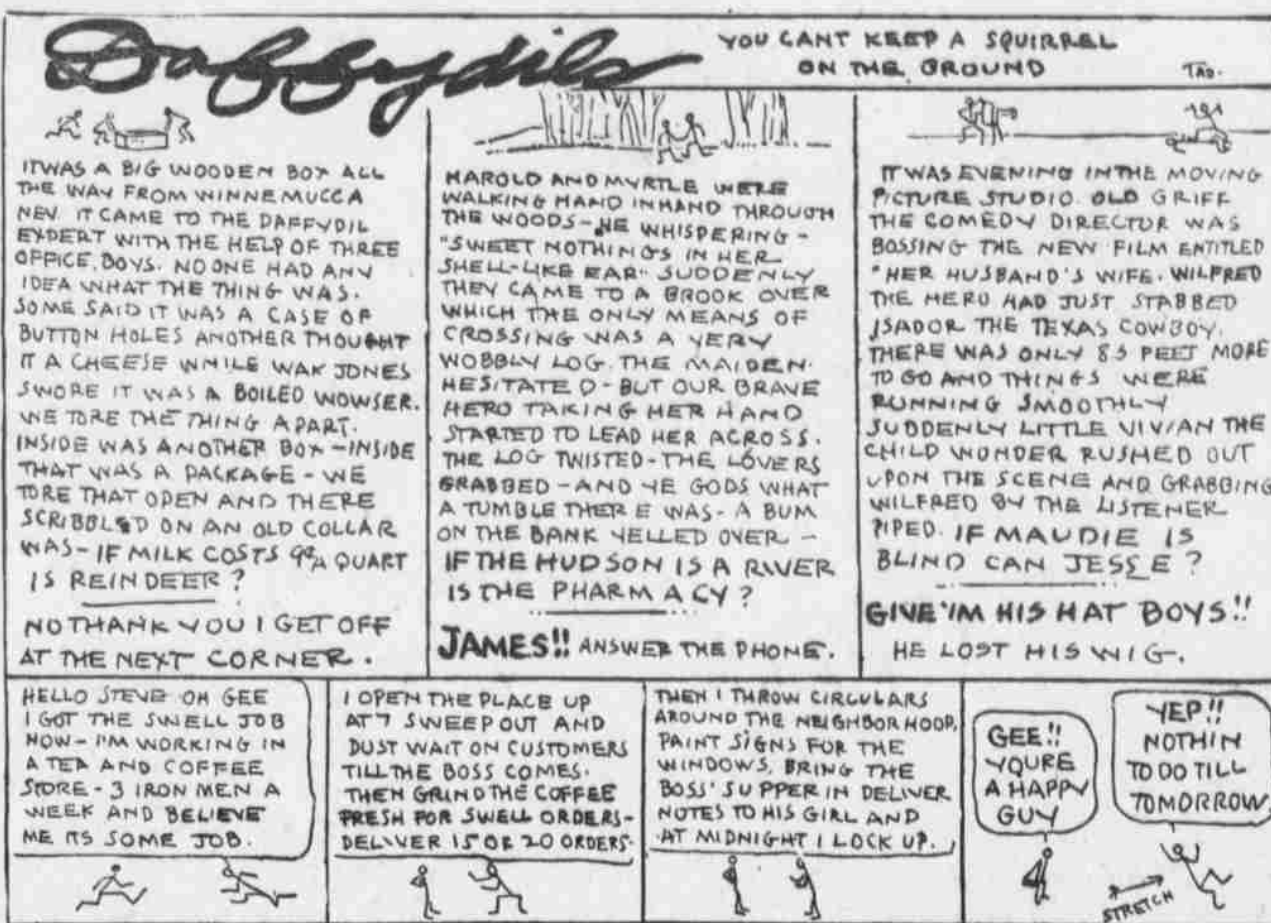 Daffydils
YOU CANT KEEP A SQUIRREL
ON THE GROUND
TAD.
IT WAS A BIG WOODEN BOX ALL
THE WAY FROM WINNEMUCCA
NEV. IT CAME TO THE DAFFYDIL
EXPERT WITH THE HELP OF THREE
OFFICE. BOYS. NO ONE HAD ANY
IDEA WHAT THE THING WAS.
SOME SAID IT WAS A CASE OF
BUTTON HOLES ANOTHER THOUGHT
IT A CHEESE WHILE WAK JONES
SWORE IT WAS A BOILED WOWSER.
WE TORE THE THING APART.
INSIDE WAS ANOTHER BOX - INSIDE
THAT WAS A PACKAGE - WE
TORE THAT OPEN AND THERE
SCRIBBLED ON AN OLD COLLAR
WAS - IF MILK COSTS 9¢ A QUART
IS REINDEER?
NO THANK YOU I GET OFF
AT THE NEXT CORNER.
HAROLD AND MYRTLE WERE
WALKING HAND IN HAND THROUGH
THE WOODS - HE WHISPERING -
"SWEET NOTHINGS IN HER
SHELL-LIKE EAR" SUDDENLY
THEY CAME TO A BROOK OVER
WHICH THE ONLY MEANS OF
CROSSING WAS A VERY
WOBBLY LOG. THE MAIDEN.
HESITATED - BUT OUR BRAVE
HERO TAKING HER HAND
STARTED TO LEAD HER ACROSS.
THE LOG TWISTED - THE LOVERS
GRABBED - AND YE GODS WHAT
A TUMBLE THERE WAS - A BUM
ON THE BANK YELLED OVER -
IF THE HUDSON IS A RIVER
IS THE PHARMACY?
JAMES!! ANSWER THE PHONE.
IT WAS EVENING IN THE MOVING
PICTURE STUDIO. OLD GRIFF
THE COMEDY DIRECTOR WAS
BOSSING THE NEW FILM ENTITLED
"HER HUSBAND'S WIFE. WILFRED
THE HERO HAD JUST STABBED
ISADOR THE TEXAS COWBOY.
THERE WAS ONLY 85 FEET MORE
TO GO AND THINGS WERE
RUNNING SMOOTHLY
SUDDENLY LITTLE VIVIAN THE
CHILD WONDER RUSHED OUT
UPON THE SCENE AND GRABBING
WILFRED BY THE LISTENER
PIPED. IF MAUDIE IS
BLIND CAN JESSE?
GIVE 'IM HIS HAT BOYS!!
HE LOST HIS WIG.
HELLO STEVE OH GEE
I GOT THE SWELL JOB
NOW - I'M WORKING IN
A TEA AND COFFEE
STORE - 3 IRON MEN A
WEEK AND BELIEVE
ME ITS SOME JOB.
I OPEN THE PLACE UP
AT 7 SWEEP OUT AND
DUST WAIT ON CUSTOMERS
TILL THE BOSS COMES.
THEN GRIND THE COFFEE
FRESH FOR SWELL ORDERS -
DELIVER 15 OR 20 ORDERS.
THEN I THROW CIRCULARS
AROUND THE NEIGHBORHOOD,
PAINT SIGNS FOR THE
WINDOWS, BRING THE
BOSS' SUPPER IN DELIVER
NOTES TO HIS GIRL AND
AT MIDNIGHT I LOCK UP.
GEE!!
YOURE
A HAPPY
GUY
YEP!!
NOTHIN
TO DO TILL
TOMORROW
STRETCH